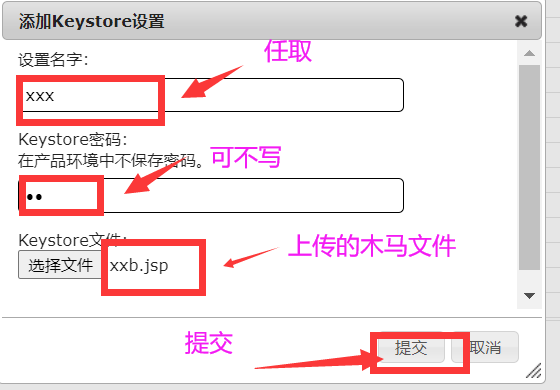 添加Keystore设置
设置名字:
任取
xxx
Keystore密码:
在产品环境中不保存密码。
可不写
••
Keystore文件:
上传的木马文件
选择文件 xxb.jsp
提交
提交 取消